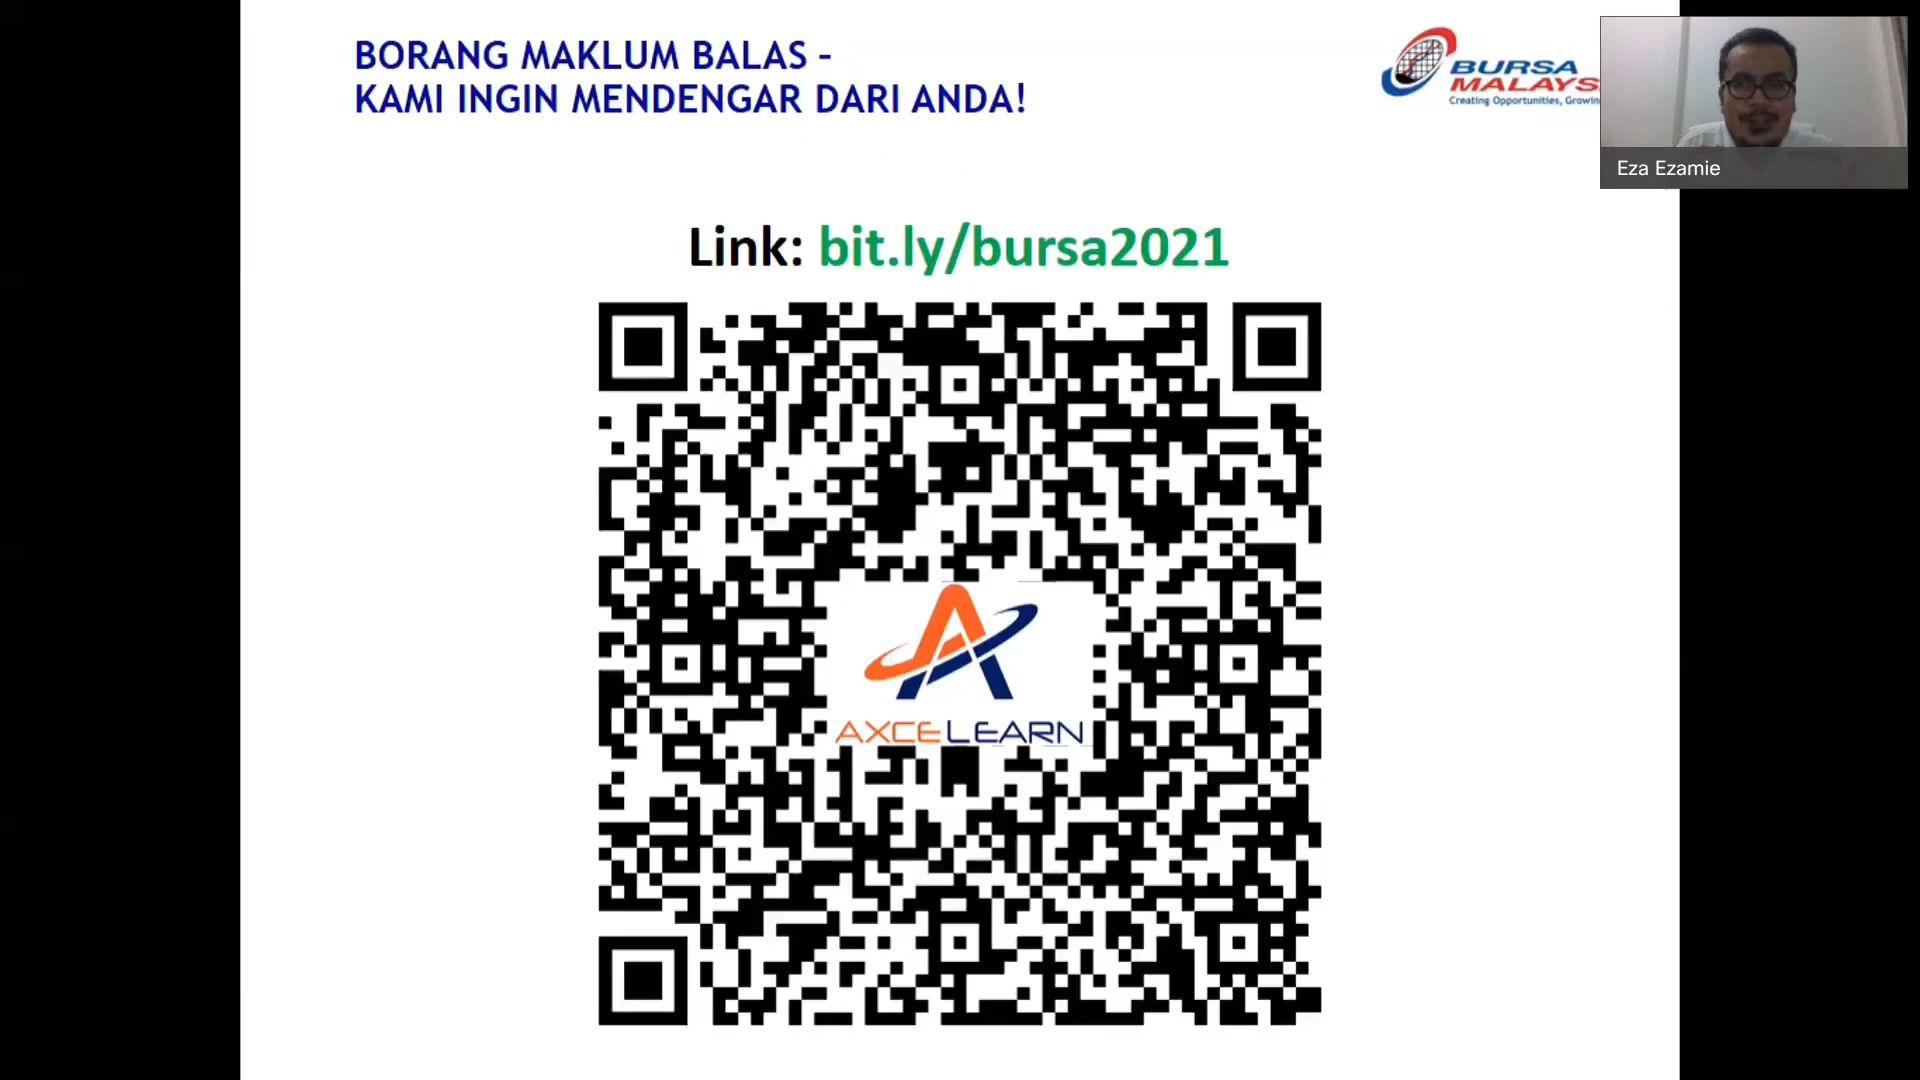 BORANG MAKLUM BALAS –
KAMI INGIN MENDENGAR DARI ANDA!
BURSA
MALAYS
Creating Opportunities, Growin
Eza Ezamie
Link: bit.ly/bursa2021
AXCELEARN